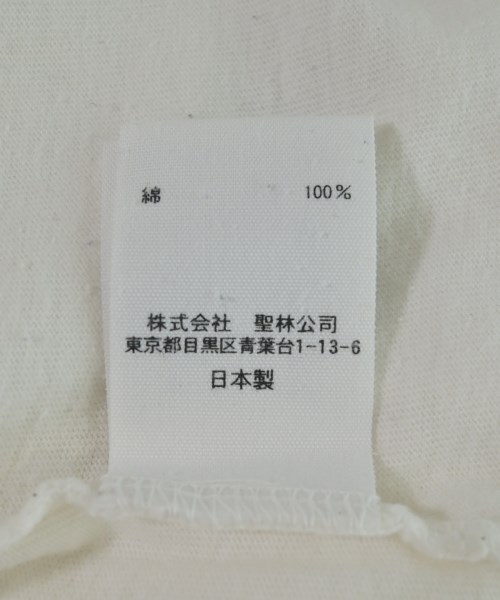 綿 100%
株式会社 聖林公司
東京都目黒区青葉台1-13-6
日本製